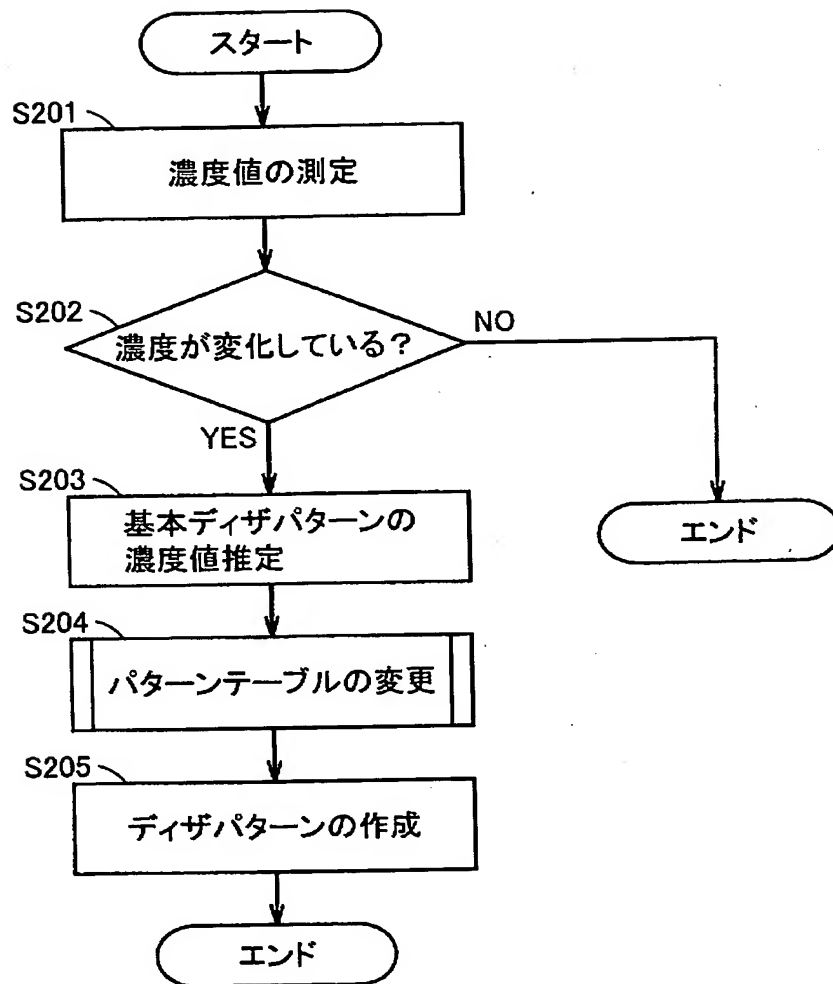 スタート
S201
濃度値の測定
S202
濃度が変化している?
NO
YES
S203
基本ディザパターンの
濃度値推定
エンド
S204
パターンテーブルの変更
S205
ディザパターンの作成
エンド